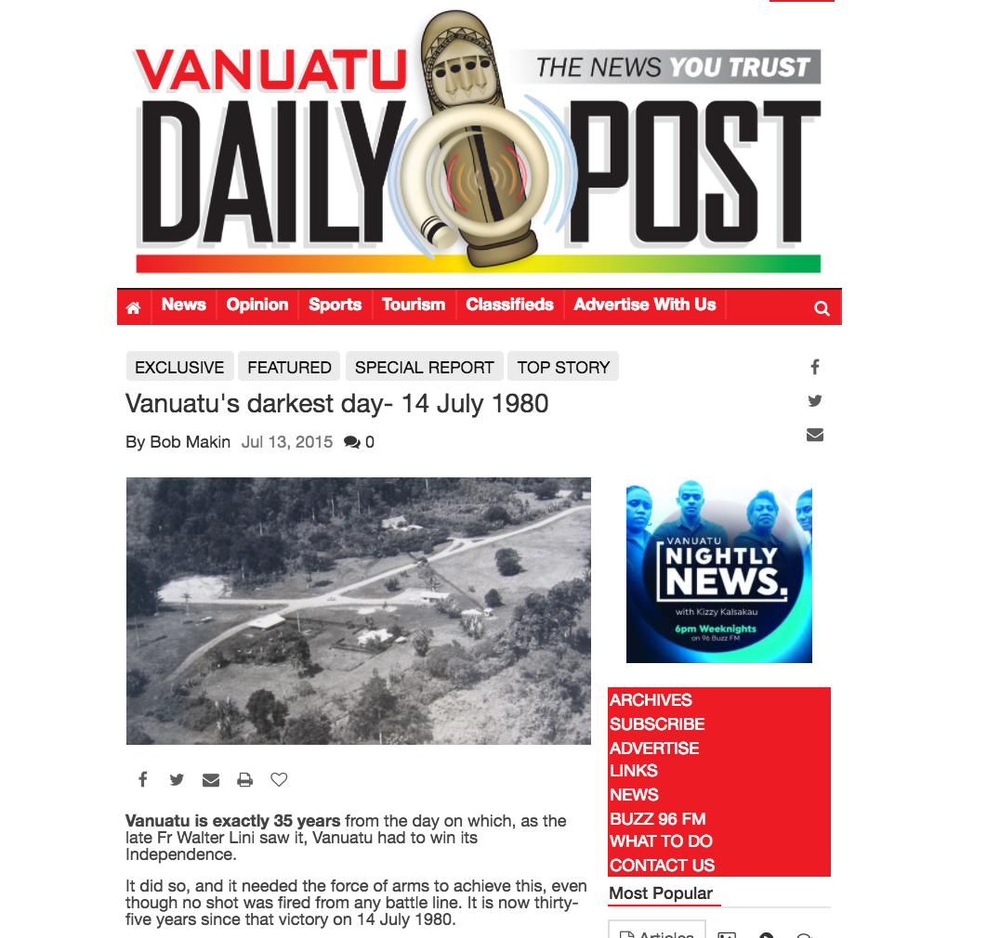 VANUATU
THE NEWS YOU TRUST
DAILY POST
News Opinion Sports Tourism Classifieds Advertise With Us
EXCLUSIVE FEATURED SPECIAL REPORT TOP STORY
Vanuatu's darkest day- 14 July 1980
By Bob Makin Jul 13, 2015 0
Vanuatu is exactly 35 years from the day on which, as the
late Fr Walter Lini saw it, Vanuatu had to win its
Independence.
It did so, and it needed the force of arms to achieve this, even
though no shot was fired from any battle line. It is now thirty-
five years since that victory on 14 July 1980.
VANUATU
NIGHTLY
NEWS.
with Kizzy Kalsakau
6pm Weeknights
on 96 Buzz FM
ARCHIVES
SUBSCRIBE
ADVERTISE
LINKS
NEWS
BUZZ 96 FM
WHAT TO DO
CONTACT US
Most Popular
Articles